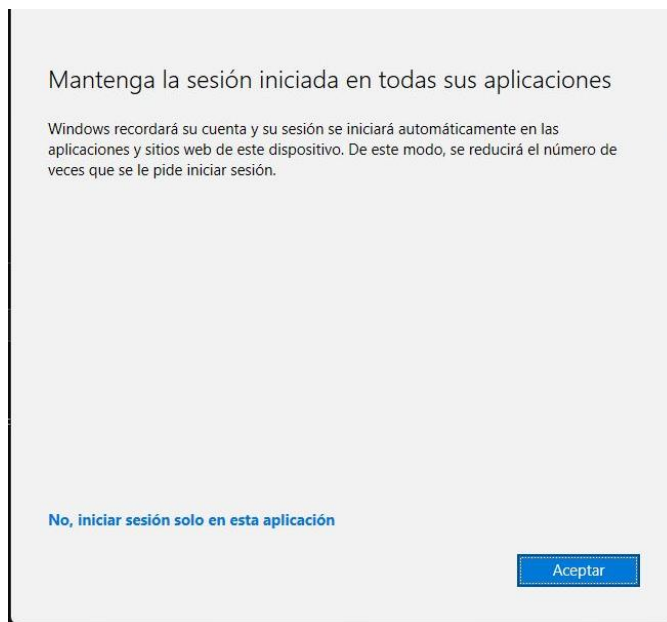 Mantenga la sesión iniciada en todas sus aplicaciones
Windows recordará su cuenta y su sesión se iniciará automáticamente en las
aplicaciones y sitios web de este dispositivo. De este modo, se reducirá el número de
veces que se le pide iniciar sesión.
No, iniciar sesión solo en esta aplicación
Aceptar